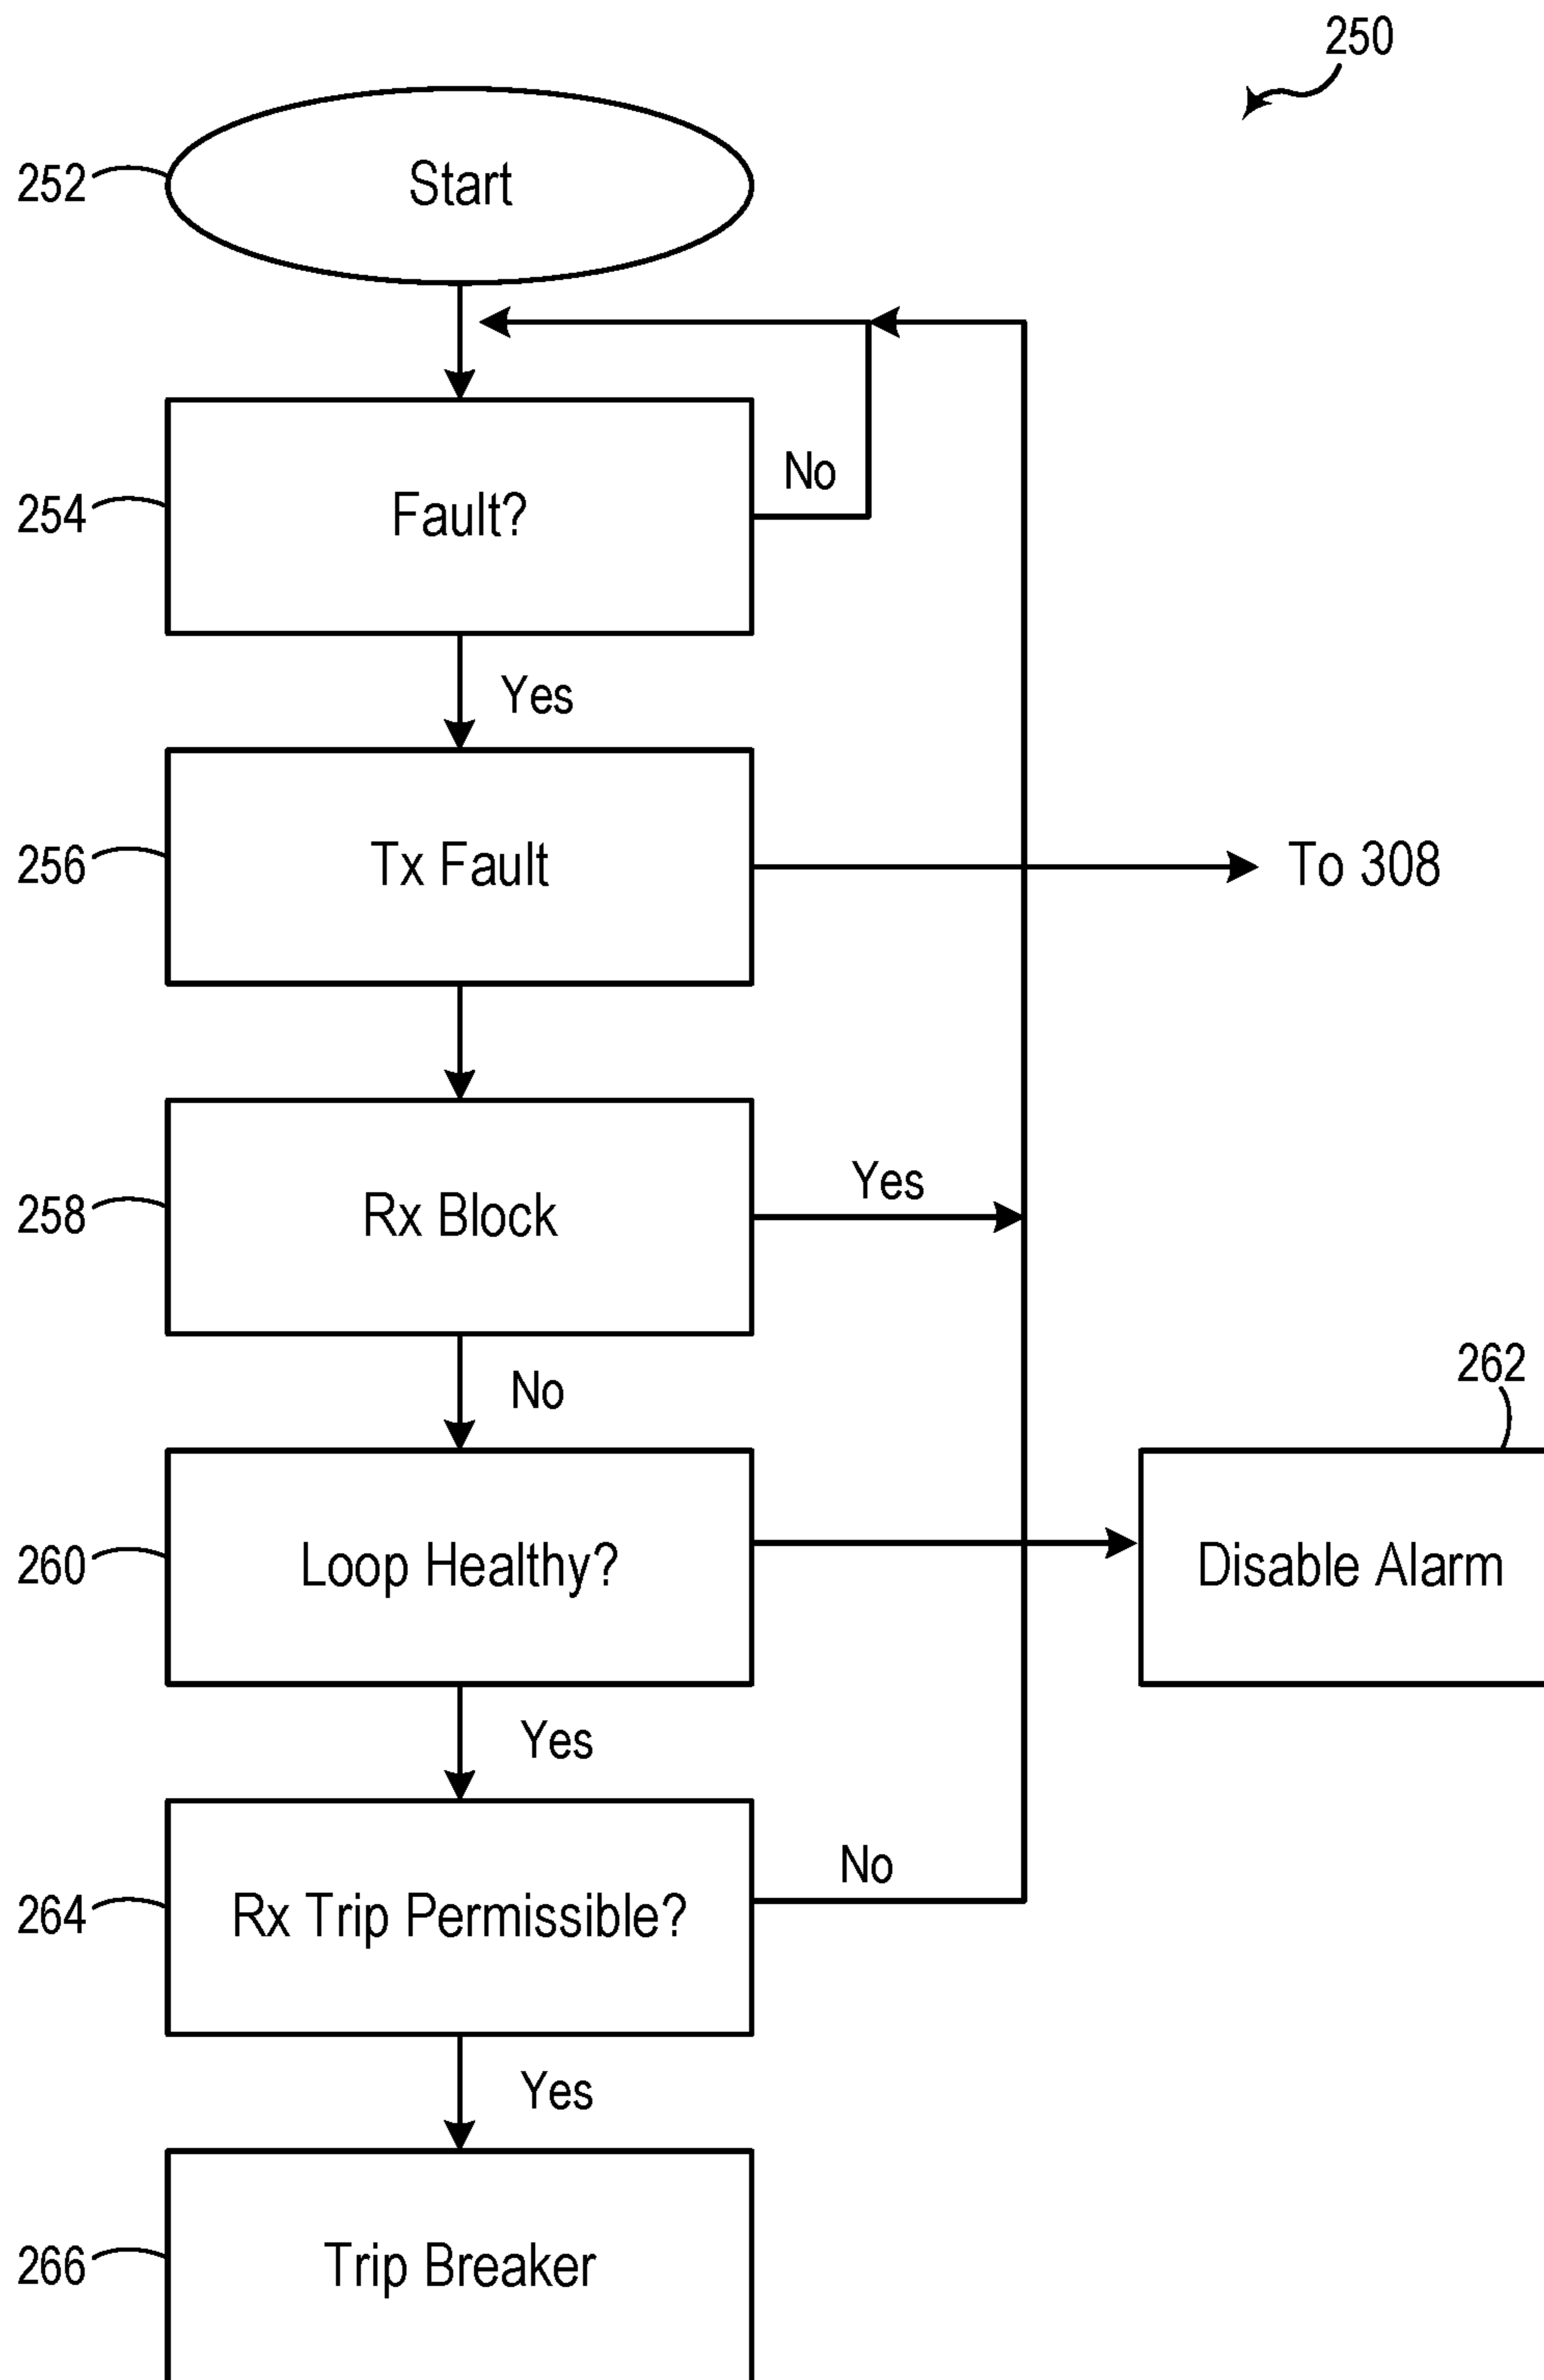 250
252
Start
254
Fault?
No
Yes
256
Tx Fault
To 308
258
Rx Block
Yes
No
262
260
Loop Healthy?
Disable Alarm
Yes
264
Rx Trip Permissible?
No
Yes
266
Trip Breaker